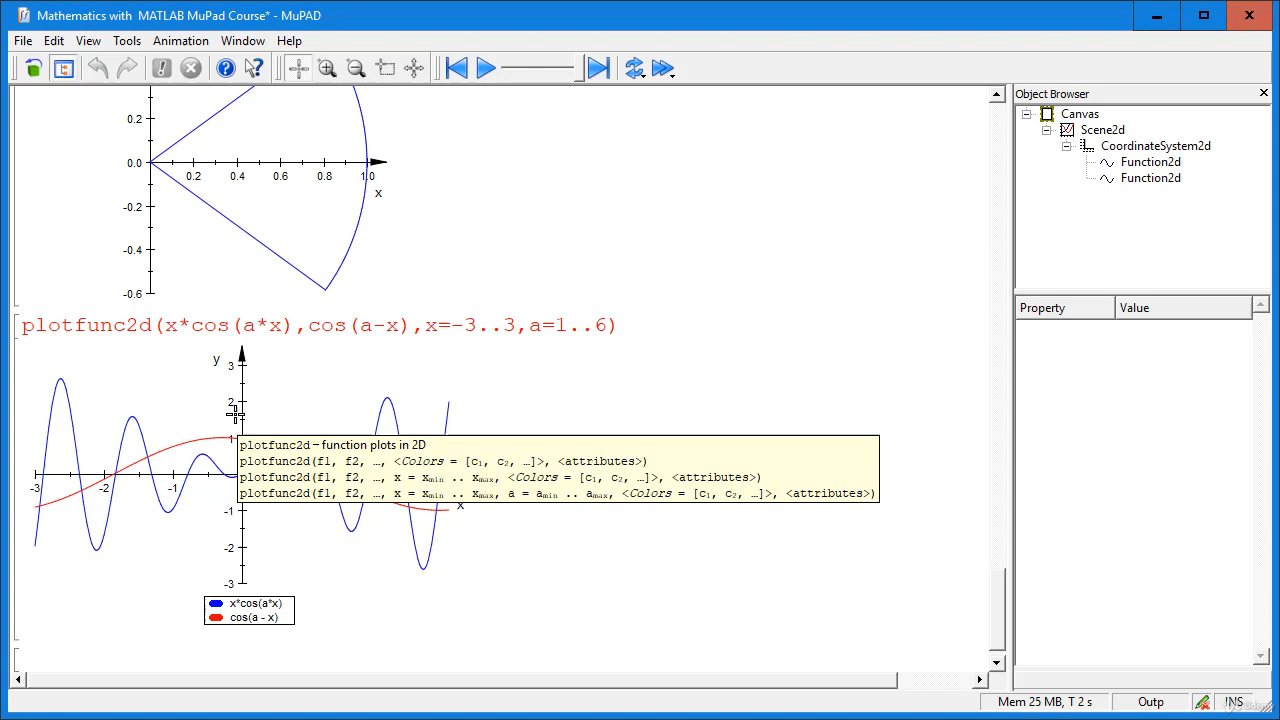 Mathematics with MATLAB MuPad Course* - MuPAD
File Edit View Tools Animation Window Help
Object Browser
Canvas
Scene2d
CoordinateSystem2d
Function2d
Function2d
Property Value
0.2
0.0
0.2 0.4 0.6 0.8 1.0
x
-0.2
-0.4
-0.6
plotfunc2d(x*cos(a*x),cos(a-x),x=-3..3,a=1..6)
y
3
2
1
-3 -2 -1
x
-1
-2
-3
plotfunc2d – function plots in 2D
plotfunc2d(f1, f2, …, <Colors = [c₁, c₂, …]>, <attributes>)
plotfunc2d(f1, f2, …, x = xmin .. xmax, <Colors = [c₁, c₂, …]>, <attributes>)
plotfunc2d(f1, f2, …, x = xmin .. xmax, a = amin .. amax, <Colors = [c₁, c₂, …]>, <attributes>)
x*cos(a*x)
cos(a - x)
Mem 25 MB, T 2 s Outp INS